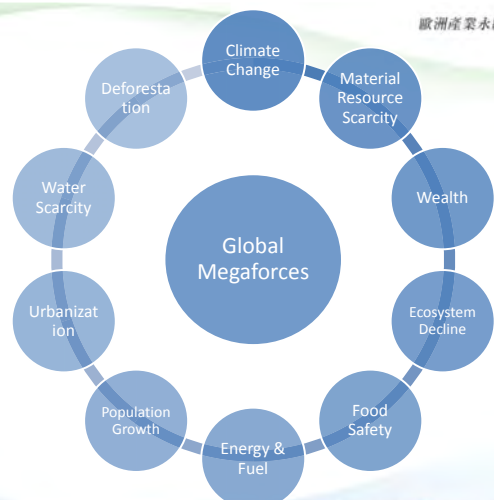 歐洲產業永
Climate
Change
Material
Resource
Scarcity
Wealth
Ecosystem
Decline
Food
Safety
Energy &
Fuel
Population
Growth
Urbanizat
ion
Water
Scarcity
Deforesta
tion
Global
Megaforces